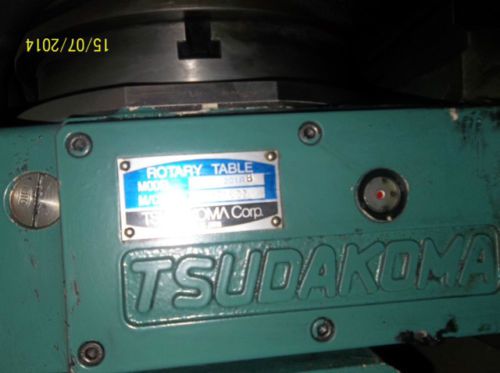 15/07/2014
ROTARY TABLE
MODEL
TSUDAKOMA Corp.
TSUDAKOMA